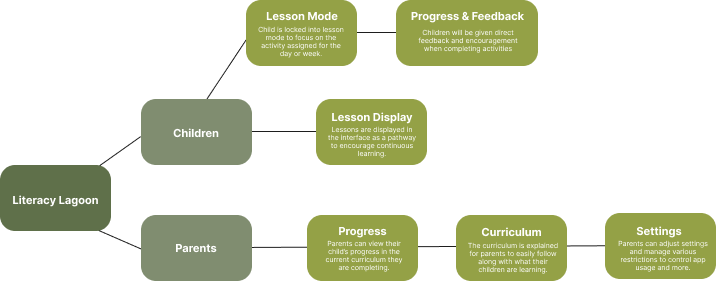 Lesson Mode
Child is locked into lesson
mode to focus on the
activity assigned for the
day or week.
Progress & Feedback
Children will be given direct
feedback and encouragement
when completing activities
Children
Lesson Display
Lessons are displayed in
the interface as a pathway
to encourage continuous
learning.
Literacy Lagoon
Parents
Progress
Parents can view their
child's progress in the
current curriculum they
are completing.
Curriculum
The curriculum is explained
for parents to easily follow
along with what their
children are learning.
Settings
Parents can adjust settings
and manage various
restrictions to control app
usage and more.